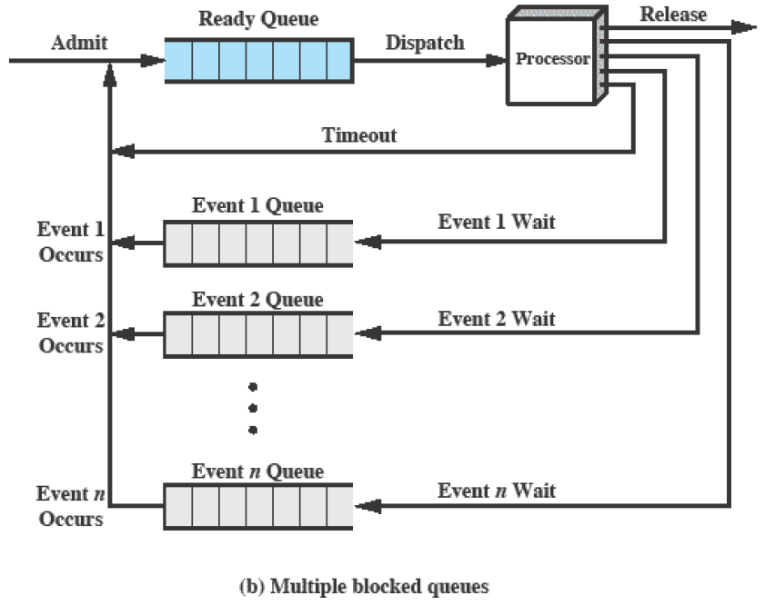 Ready Queue
Release
Admit
Dispatch
Processor
Timeout
Event 1 Queue
Event 1 Wait
Event 1
Occurs
Event 2 Queue
Event 2 Wait
Event 2
Occurs
Event n Queue
Event n Wait
Event n
Occurs
(b) Multiple blocked queues